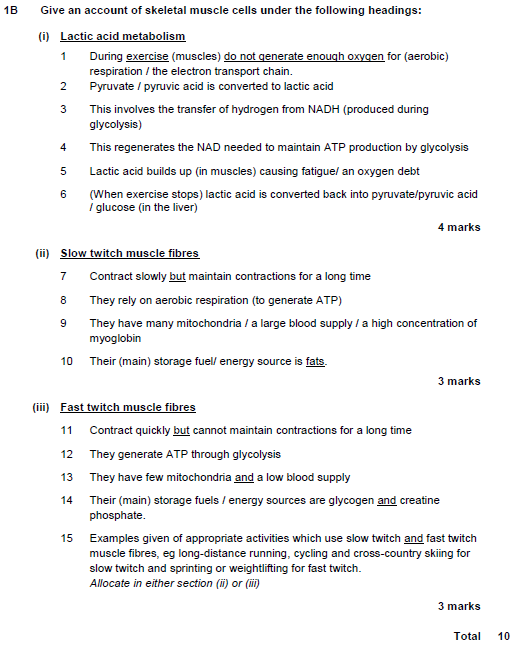 1B Give an account of skeletal muscle cells under the following headings:
(i) Lactic acid metabolism
1 During exercise (muscles) do not generate enough oxygen for (aerobic)
respiration / the electron transport chain.
2 Pyruvate / pyruvic acid is converted to lactic acid
3 This involves the transfer of hydrogen from NADH (produced during
glycolysis)
4 This regenerates the NAD needed to maintain ATP production by glycolysis
5 Lactic acid builds up (in muscles) causing fatigue/ an oxygen debt
6 (When exercise stops) lactic acid is converted back into pyruvate/pyruvic acid
/ glucose (in the liver)
4 marks
(ii) Slow twitch muscle fibres
7 Contract slowly but maintain contractions for a long time
8 They rely on aerobic respiration (to generate ATP)
9 They have many mitochondria / a large blood supply / a high concentration of
myoglobin
10 Their (main) storage fuel/ energy source is fats.
3 marks
(iii) Fast twitch muscle fibres
11 Contract quickly but cannot maintain contractions for a long time
12 They generate ATP through glycolysis
13 They have few mitochondria and a low blood supply
14 Their (main) storage fuels / energy sources are glycogen and creatine
phosphate.
15 Examples given of appropriate activities which use slow twitch and fast twitch
muscle fibres, eg long-distance running, cycling and cross-country skiing for
slow twitch and sprinting or weightlifting for fast twitch.
Allocate in either section (ii) or (iii)
3 marks
Total 10